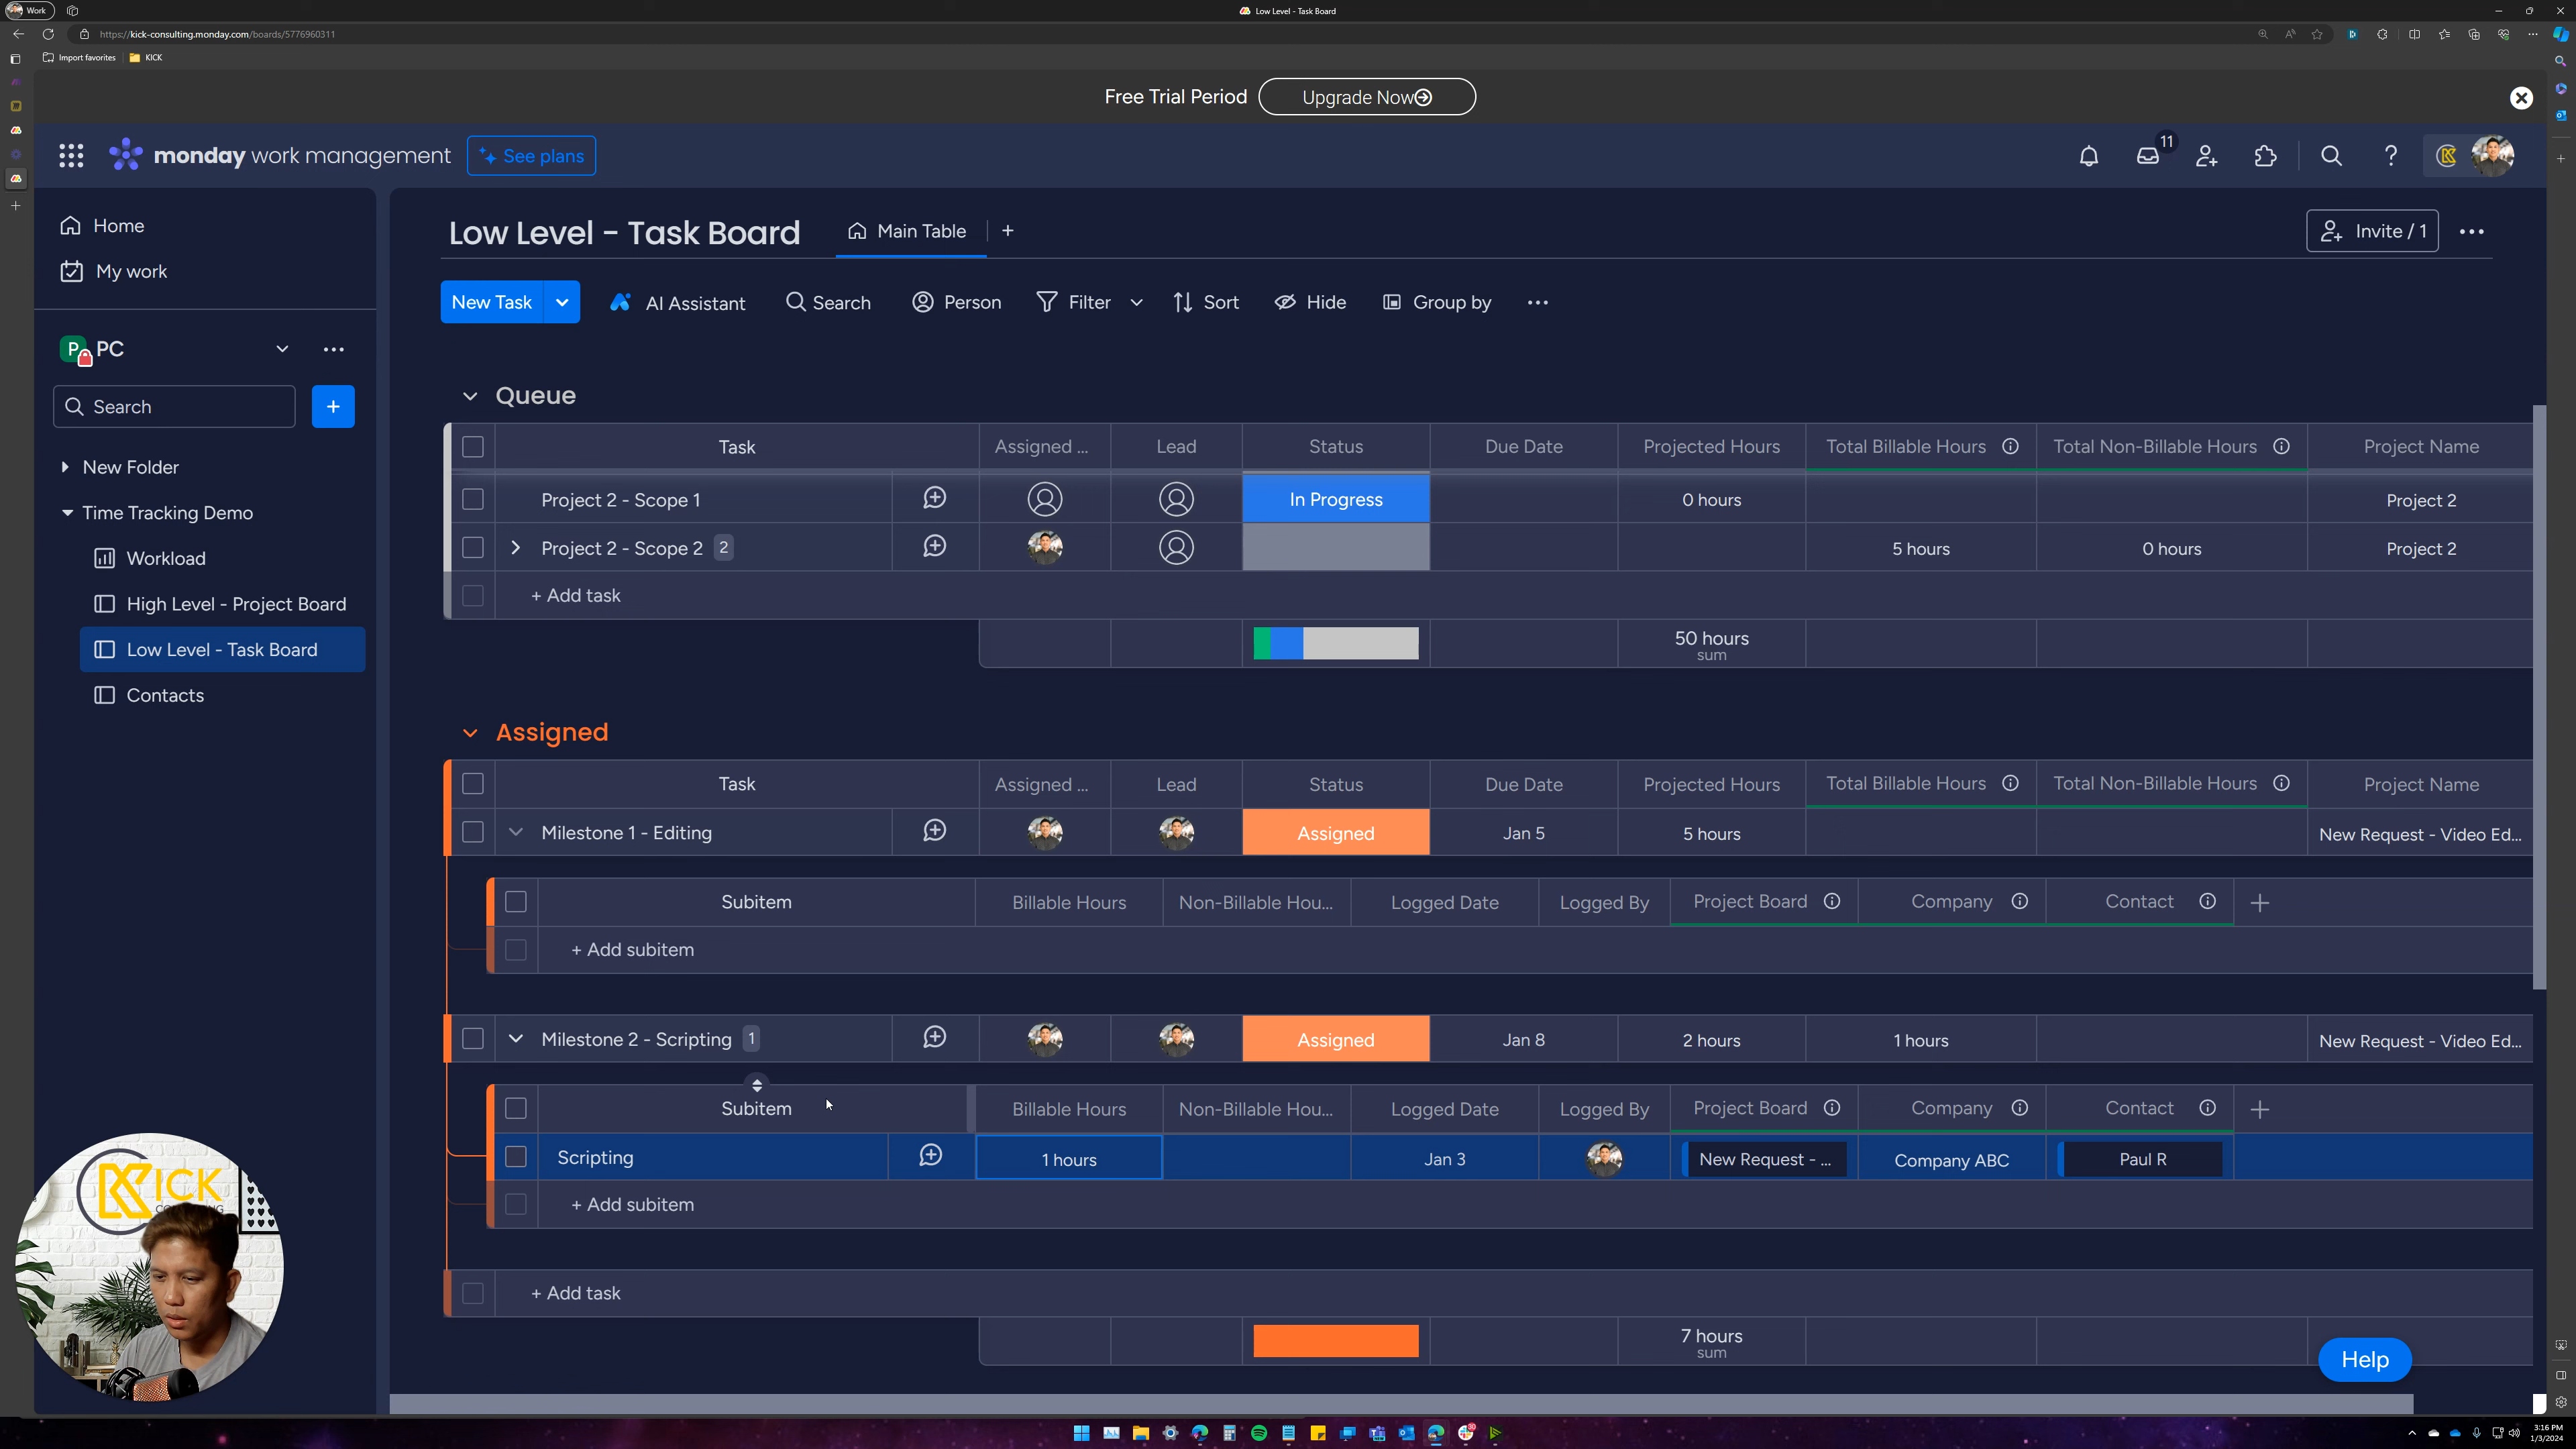 Work
Low Level - Task Board
https://kick-consulting.monday.com/boards/5776960311
Import favorites
KICK
Free Trial Period
Upgrade Now
monday work management
See plans
11
Home
My work
P
PC
Search
New Folder
Time Tracking Demo
Workload
High Level - Project Board
Low Level - Task Board
Contacts
Low Level - Task Board
Main Table
Invite / 1
New Task
AI Assistant
Search
Person
Filter
Sort
Hide
Group by
Queue
Task Assigned ... Lead Status Due Date Projected Hours Total Billable Hours Total Non-Billable Hours Project Name
Project 2 - Scope 1 In Progress 0 hours Project 2
Project 2 - Scope 2 2 5 hours 0 hours Project 2
+ Add task
50 hours
sum
Assigned
Task Assigned ... Lead Status Due Date Projected Hours Total Billable Hours Total Non-Billable Hours Project Name
Milestone 1 - Editing Assigned Jan 5 5 hours New Request - Video Ed...
Subitem Billable Hours Non-Billable Hou... Logged Date Logged By Project Board Company Contact
+ Add subitem
Milestone 2 - Scripting 1 Assigned Jan 8 2 hours 1 hours New Request - Video Ed...
Subitem Billable Hours Non-Billable Hou... Logged Date Logged By Project Board Company Contact
Scripting 1 hours Jan 3 New Request - ... Company ABC Paul R
+ Add subitem
+ Add task
7 hours
sum
Help
KICK
3:16 PM
1/3/2024